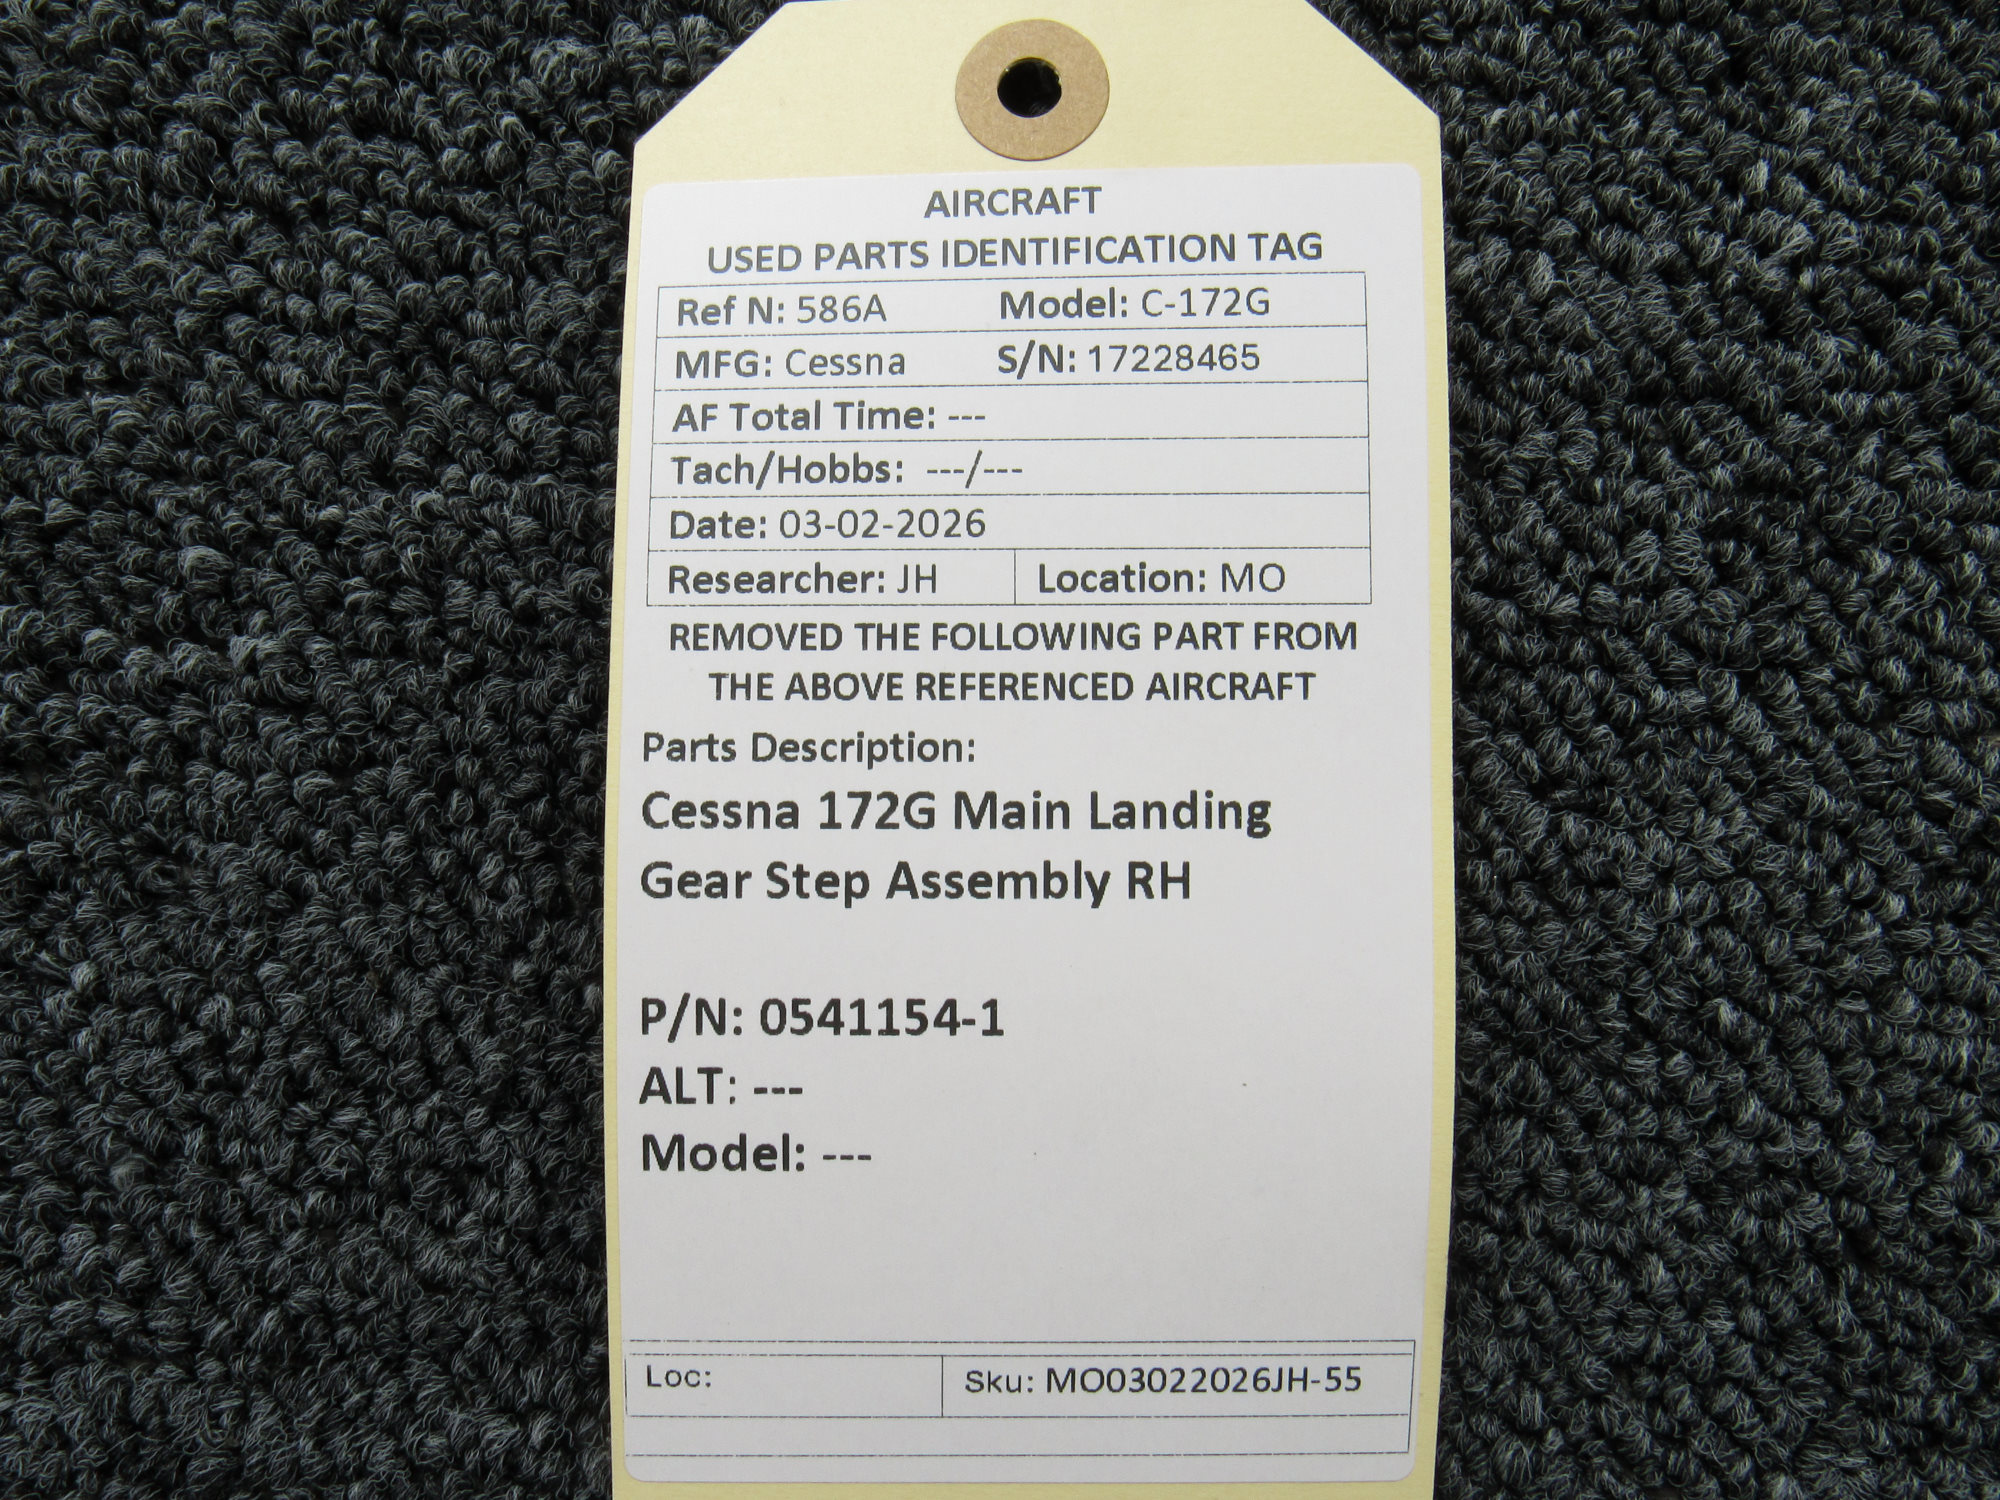 AIRCRAFT
USED PARTS IDENTIFICATION TAG
Ref N: 586A Model: C-172G
MFG: Cessna S/N: 17228465
AF Total Time: ---
Tach/Hobbs: ---/---
Date: 03-02-2026
Researcher: JH Location: MO
REMOVED THE FOLLOWING PART FROM
THE ABOVE REFERENCED AIRCRAFT
Parts Description:
Cessna 172G Main Landing
Gear Step Assembly RH
P/N: 0541154-1
ALT: ---
Model: ---
Loc: Sku: MO03022026JH-55